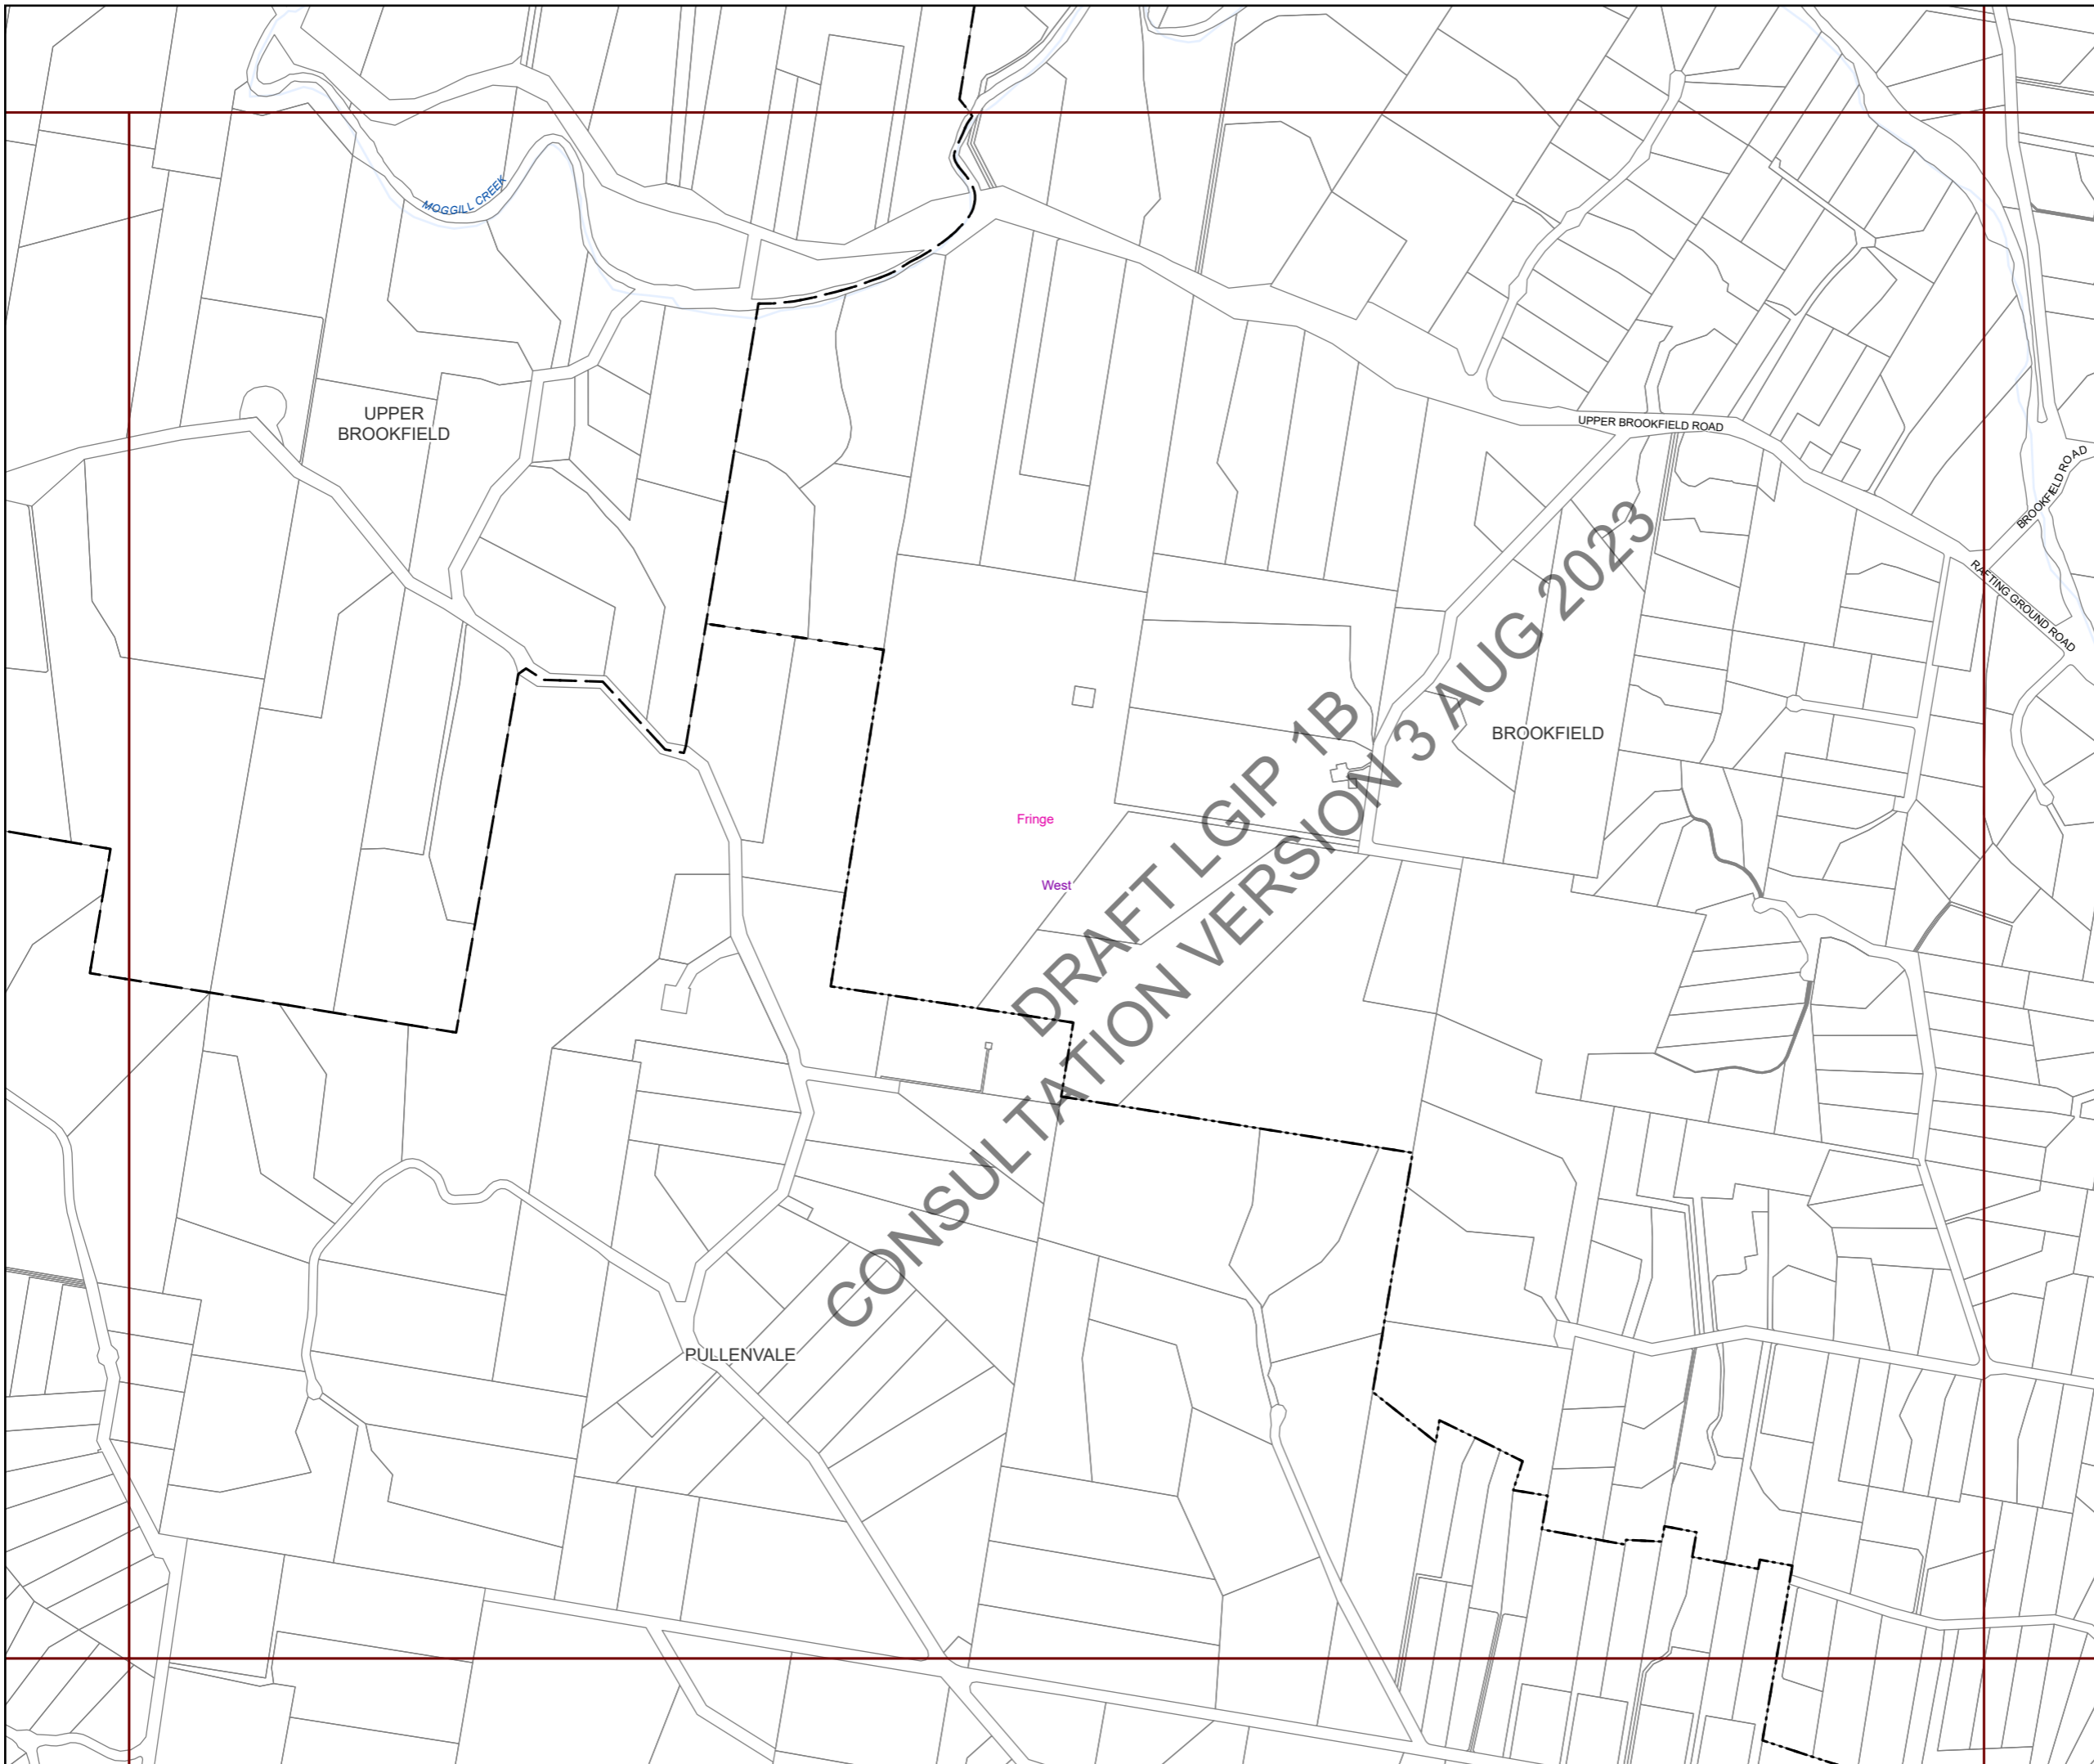 MOGGILL CREEK
UPPER
BROOKFIELD
UPPER BROOKFIELD ROAD
BROOKFIELD ROAD
RAFTING GROUND ROAD
BROOKFIELD
Fringe
West
DRAFT LGIP 1B
CONSULTATION VERSION 3 AUG 2023
PULLENVALE